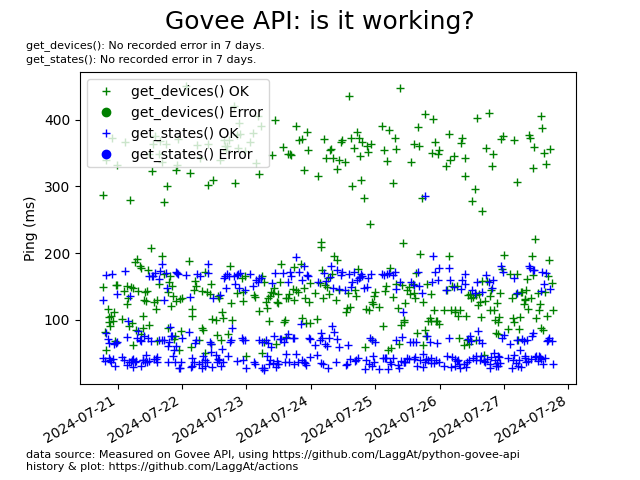 Govee API: is it working?
get_devices(): No recorded error in 7 days.
get_states(): No recorded error in 7 days.
get_devices() OK
get_devices() Error
get_states() OK
get_states() Error
Ping (ms)
400
300
200
100
2024-07-21
2024-07-22
2024-07-23
2024-07-24
2024-07-25
2024-07-26
2024-07-27
2024-07-28
data source: Measured on Govee API, using https://github.com/LaggAt/python-govee-api
history & plot: https://github.com/LaggAt/actions